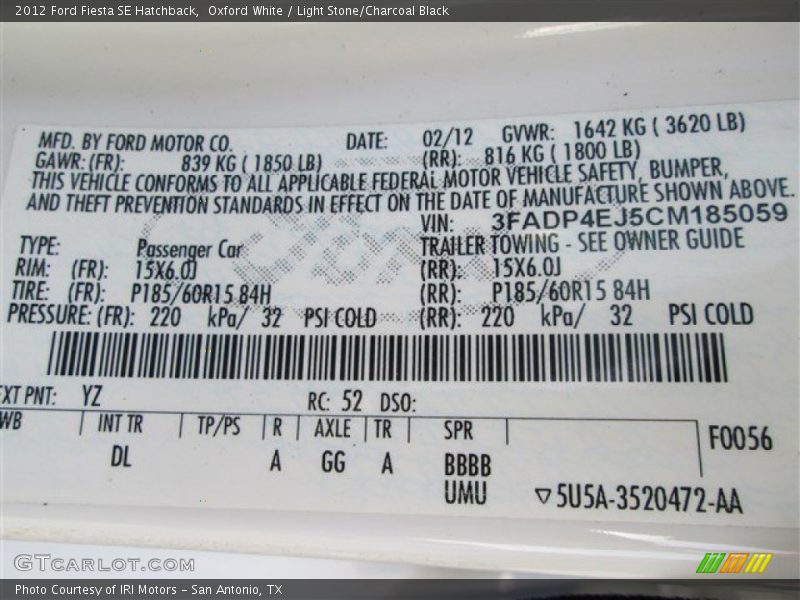 2012 Ford Fiesta SE Hatchback, Oxford White / Light Stone/Charcoal Black
MFD. BY FORD MOTOR CO. DATE: 02/12 GVWR: 1642 KG ( 3620 LB)
GAWR: (FR): 839 KG ( 1850 LB) (RR): 816 KG ( 1800 LB)
THIS VEHICLE CONFORMS TO ALL APPLICABLE FEDERAL MOTOR VEHICLE SAFETY, BUMPER,
AND THEFT PREVENTION STANDARDS IN EFFECT ON THE DATE OF MANUFACTURE SHOWN ABOVE.
VIN: 3FADP4EJ5CM185059
TYPE: Passenger Car TRAILER TOWING - SEE OWNER GUIDE
RIM: (FR): 15X6.0J (RR): 15X6.0J
TIRE: (FR): P185/60R15 84H (RR): P185/60R15 84H
PRESSURE: (FR): 220 kPa/ 32 PSI COLD (RR): 220 kPa/ 32 PSI COLD
EXT PNT: YZ RC: 52 DSO:
WB INT TR TP/PS R AXLE TR SPR F0056
DL A GG A BBBB
UMU ▽5U5A-3520472-AA
GTCARLOT.COM
Photo Courtesy of IRI Motors – San Antonio, TX